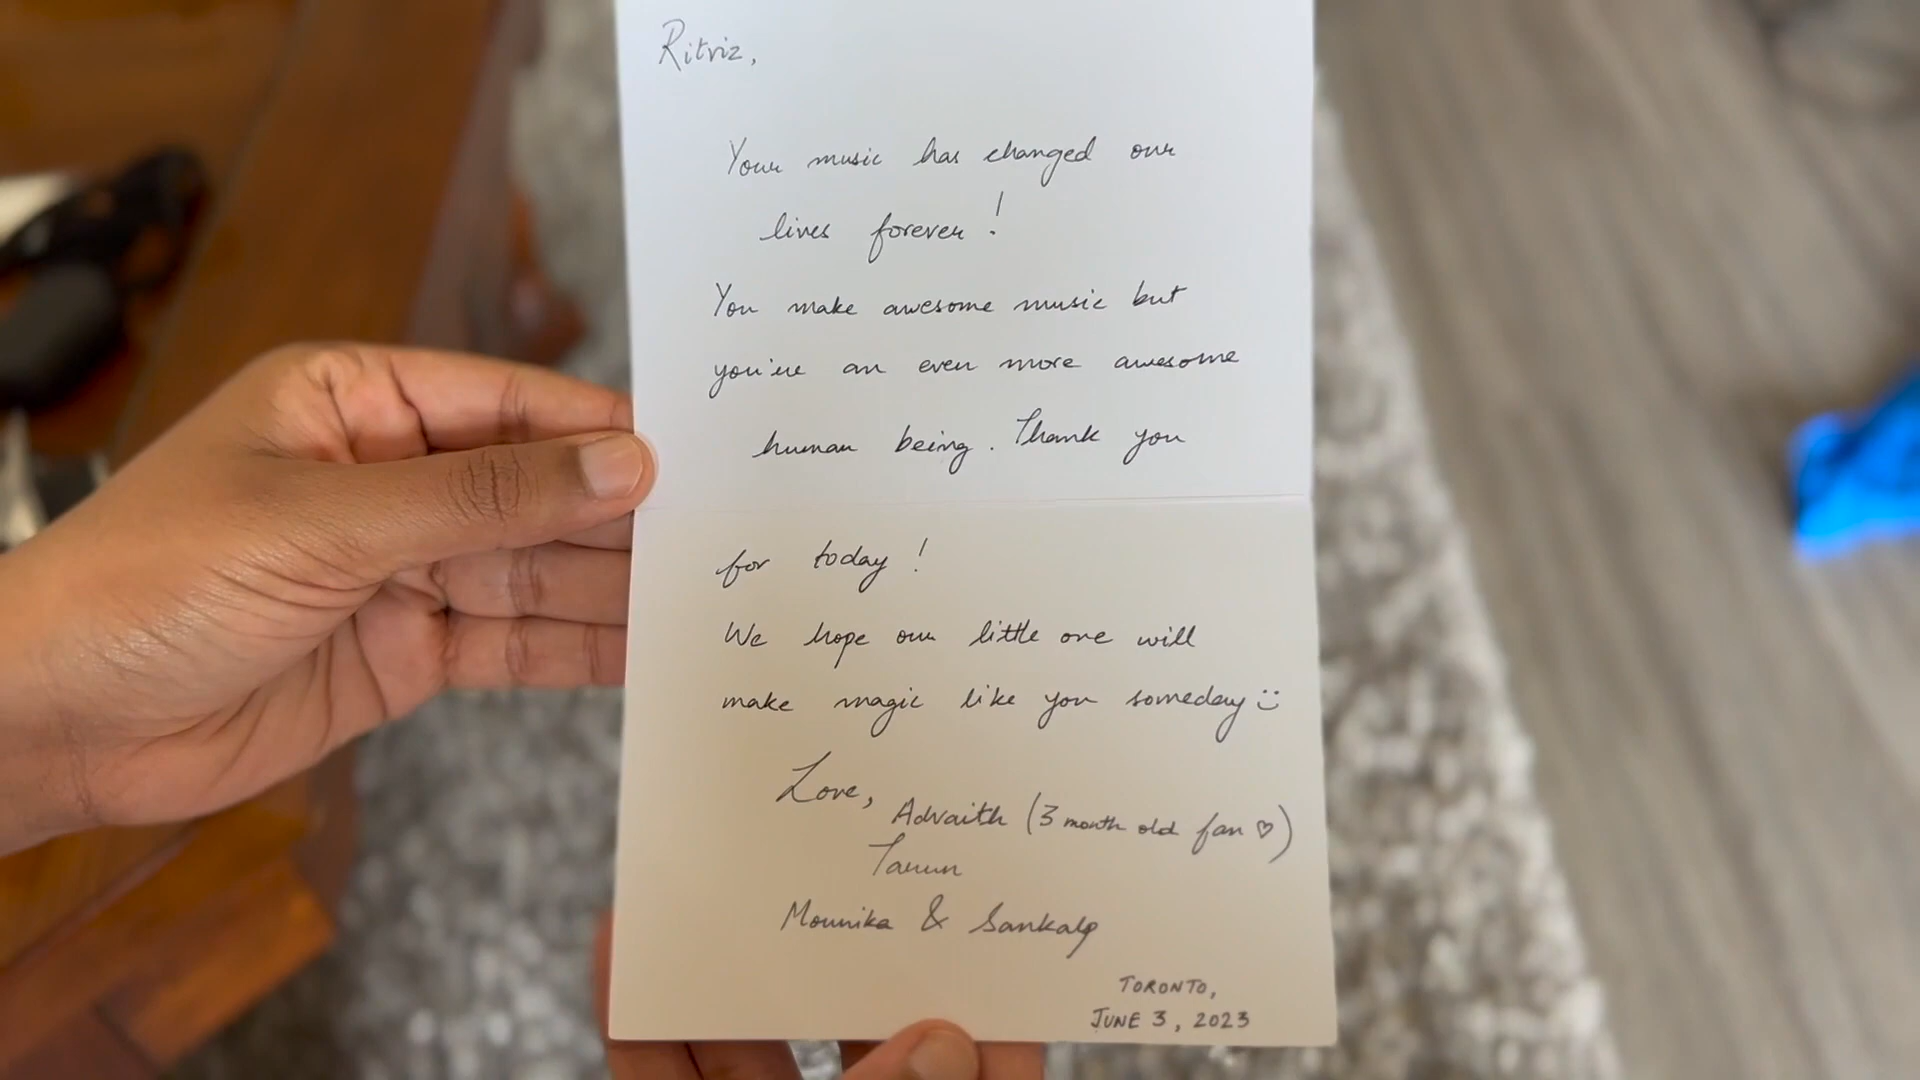 Ritviz,
Your music has changed our
lives forever!
You make awesome music but
you're an even more awesome
human being. Thank you
for today!
We hope our little one will
make magic like you someday :)
Love,
Advaith (3 month old fan ♡)
Tarun
Mounika & Sankalp
TORONTO,
JUNE 3, 2023